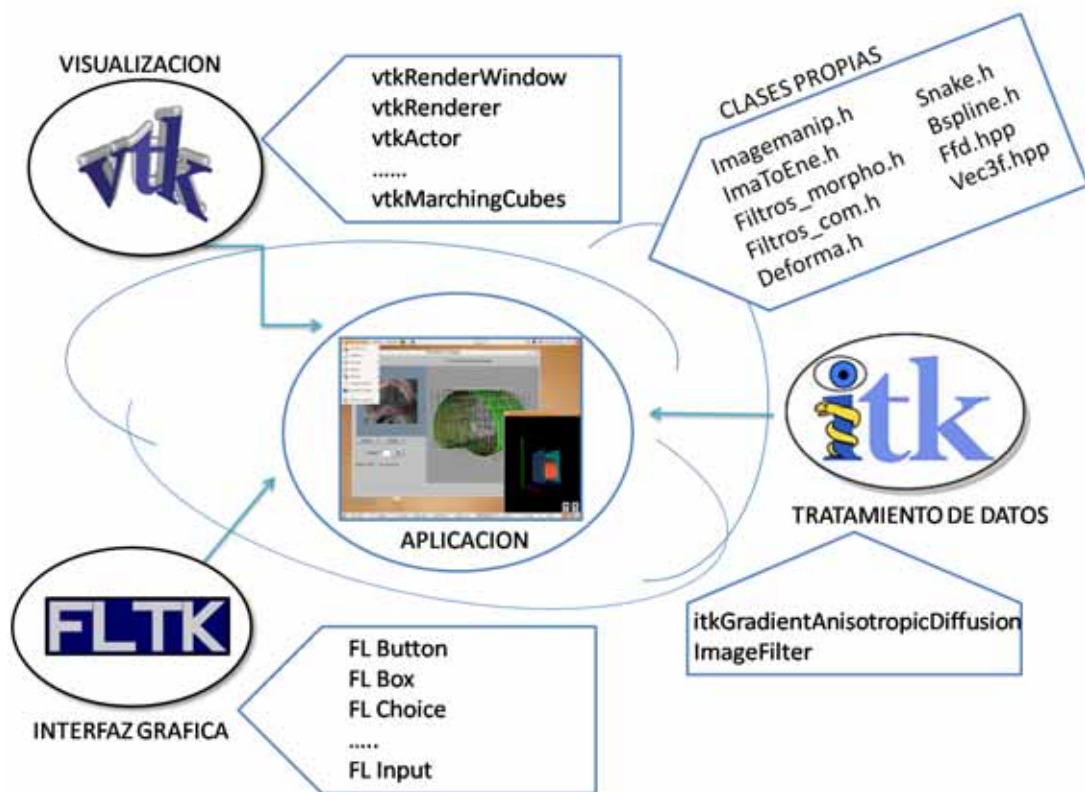 VISUALIZACION
vtk
vtkRenderWindow
vtkRenderer
vtkActor
......
vtkMarchingCubes
CLASES PROPIAS
Imagemanip.h
ImaToEne.h
Filtros_morpho.h
Filtros_com.h
Deforma.h
Snake.h
Bspline.h
Ffd.hpp
Vec3f.hpp
APLICACION
itk
TRATAMIENTO DE DATOS
itkGradientAnisotropicDiffusion
ImageFilter
FLTK
INTERFAZ GRAFICA
FL Button
FL Box
FL Choice
.....
FL Input